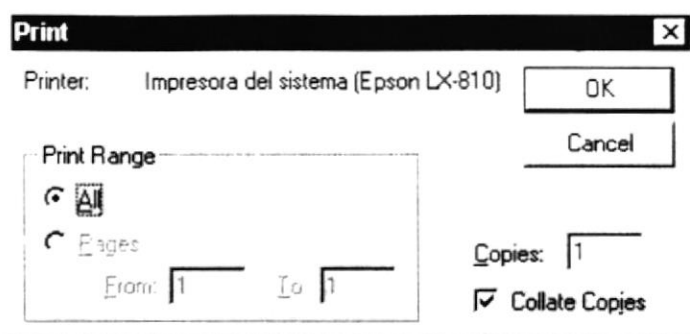 Print
Printer: Impresora del sistema (Epson LX-810)
OK
Cancel
Print Range
All
Pages
From: 1 To 1
Copies: 1
Collate Copies